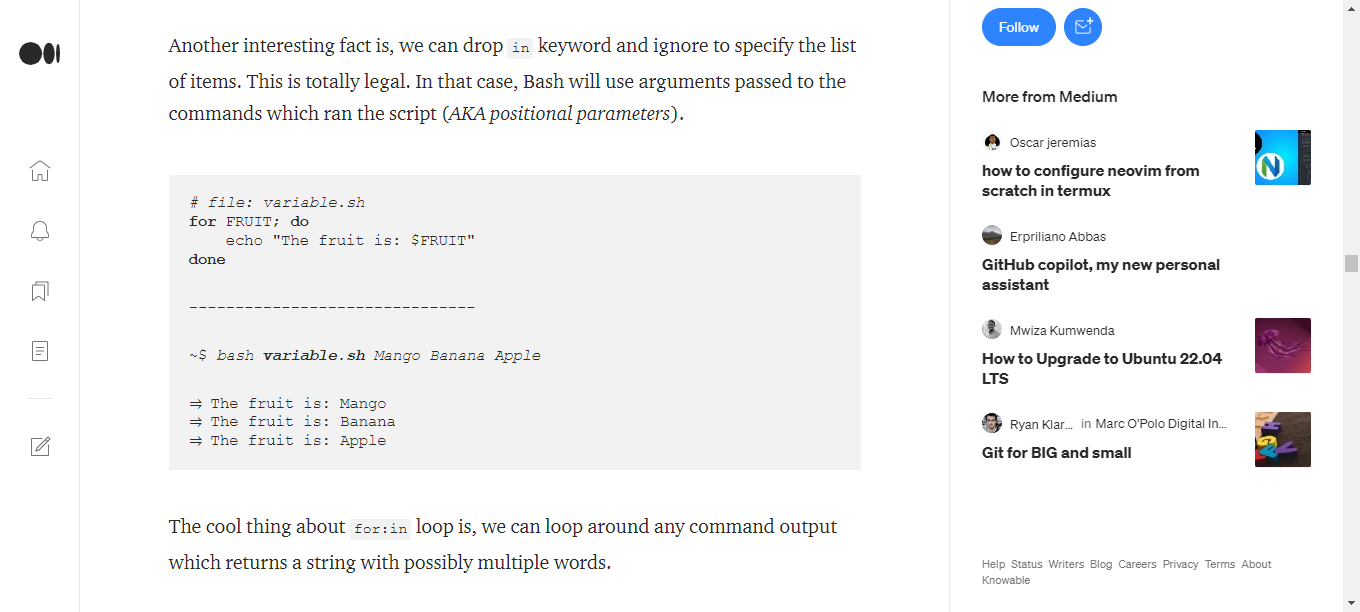 Another interesting fact is, we can drop in keyword and ignore to specify the list
of items. This is totally legal. In that case, Bash will use arguments passed to the
commands which ran the script (AKA positional parameters).
# file: variable.sh
for FRUIT; do
    echo "The fruit is: $FRUIT"
done
-------------------------------
~$ bash variable.sh Mango Banana Apple
⇒ The fruit is: Mango
⇒ The fruit is: Banana
⇒ The fruit is: Apple
The cool thing about for:in loop is, we can loop around any command output
which returns a string with possibly multiple words.
Follow
More from Medium
Oscar jeremias
how to configure neovim from
scratch in termux
Erpriliano Abbas
GitHub copilot, my new personal
assistant
Mwiza Kumwenda
How to Upgrade to Ubuntu 22.04
LTS
Ryan Klar... in Marc O'Polo Digital In...
Git for BIG and small
Help Status Writers Blog Careers Privacy Terms About
Knowable